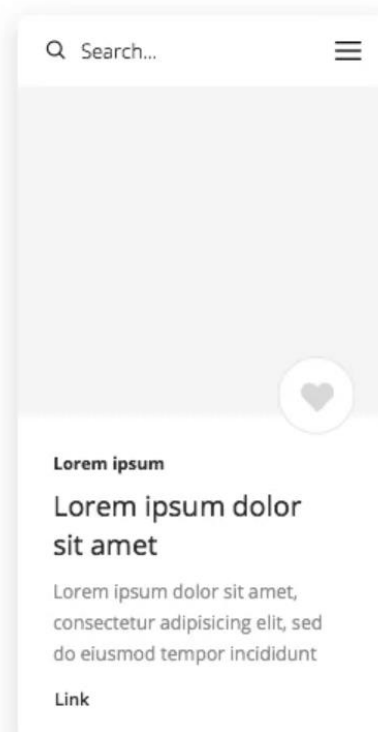 Search...
Lorem ipsum
Lorem ipsum dolor
sit amet
Lorem ipsum dolor sit amet,
consectetur adipisicing elit, sed
do eiusmod tempor incididunt
Link